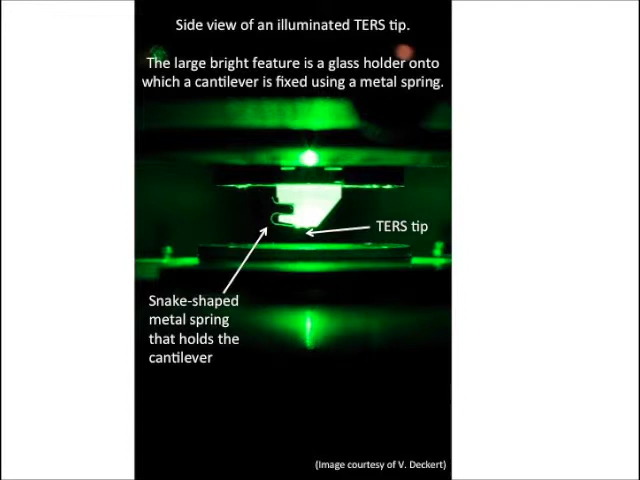 Side view of an illuminated TERS tip.
The large bright feature is a glass holder onto
which a cantilever is fixed using a metal spring.
TERS tip
Snake-shaped
metal spring
that holds the
cantilever
(Image courtesy of V. Deckert)